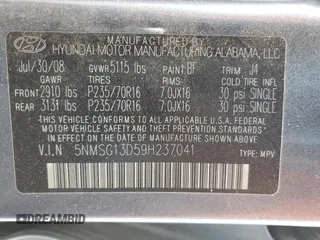 HYUNDAI MOTOR MANUFACTURING ALABAMA, LLC
Jul/30/08 GVWR 5115 lbs PAINT BF TRIM J4
GAWR TIRES RIMS COLD TIRE INFL
FRONT 2910 lbs P235/70R16 7.0JX16 30 psi SINGLE
REAR 3131 lbs P235/70R16 7.0JX16 30 psi SINGLE
THIS VEHICLE CONFORMS TO ALL APPLICABLE U.S. FEDERAL
MOTOR VEHICLE SAFETY, BUMPER, AND THEFT PREVENTION STANDARDS IN
EFFECT ON THE DATE OF MANUFACTURE SHOWN ABOVE.
V.I.N 5NMSG13D59H237041 TYPE: MPV
DREAMBID